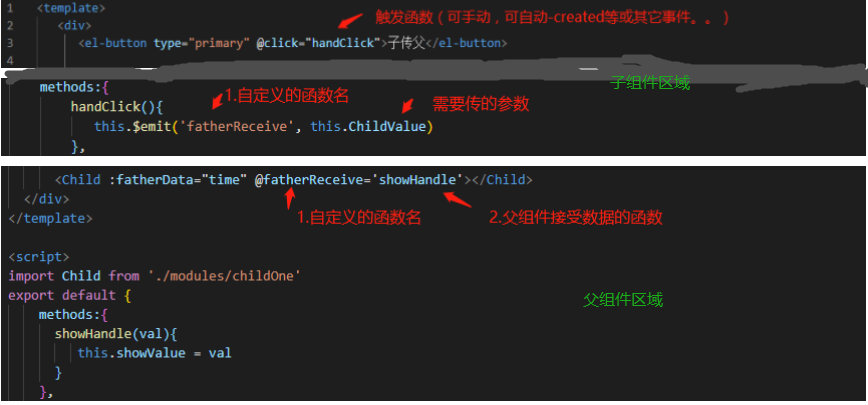 1 <template>
触发函数（可手动，可自动-created等或其它事件。。）
2 <div>
3 <el-button type="primary" @click="handClick">子传父</el-button>
4
子组件区域
methods:{
1.自定义的函数名
handClick(){
需要传的参数
this.$emit('fatherReceive', this.ChildValue)
},
<Child :fatherData="time" @fatherReceive='showHandle'></Child>
</div>
1.自定义的函数名
2.父组件接受数据的函数
</template>
<script>
import Child from './modules/childOne'
export default {
父组件区域
methods:{
showHandle(val){
this.showValue = val
}
},